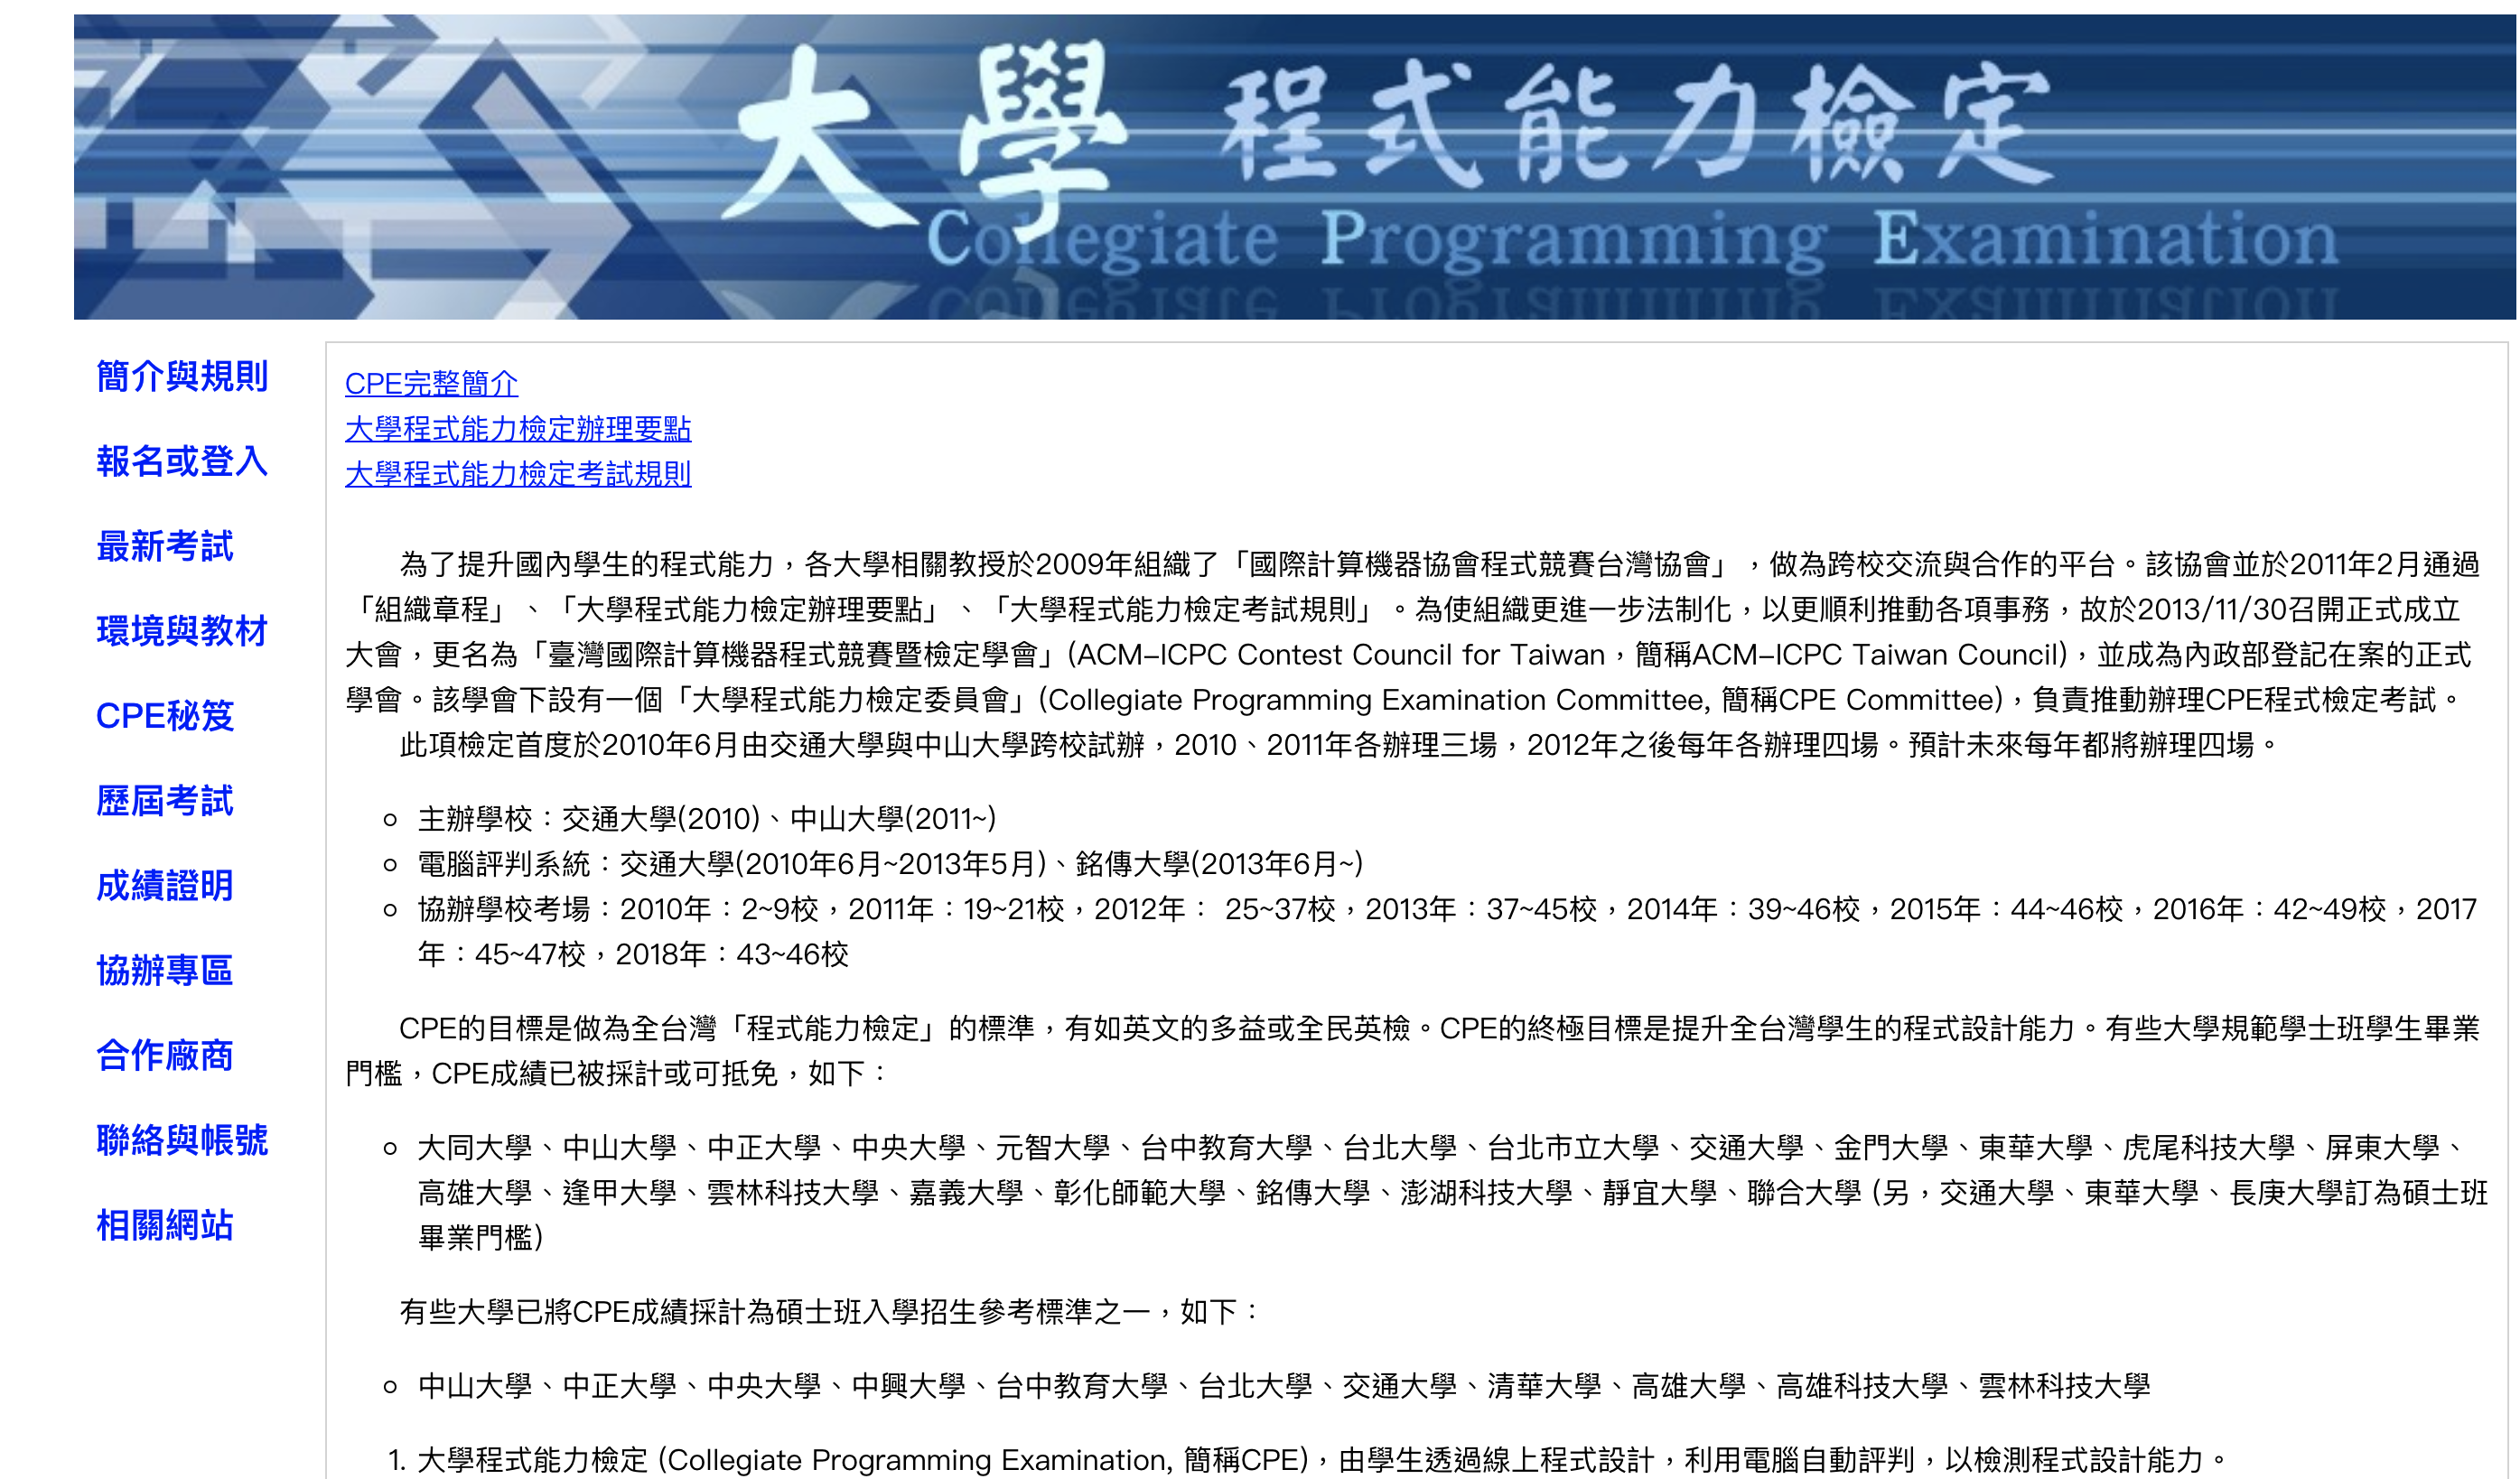 大學 程式能力檢定
Collegiate Programming Examination
簡介與規則
報名或登入
最新考試
環境與教材
CPE秘笈
歷屆考試
成績證明
協辦專區
合作廠商
聯絡與帳號
相關網站
CPE完整簡介
大學程式能力檢定辦理要點
大學程式能力檢定考試規則
為了提升國內學生的程式能力，各大學相關教授於2009年組織了「國際計算機器協會程式競賽台灣協會」，做為跨校交流與合作的平台。該協會並於2011年2月通過
「組織章程」、「大學程式能力檢定辦理要點」、「大學程式能力檢定考試規則」。為使組織更進一步法制化，以更順利推動各項事務，故於2013/11/30召開正式成立
大會，更名為「臺灣國際計算機器程式競賽暨檢定學會」(ACM-ICPC Contest Council for Taiwan，簡稱ACM-ICPC Taiwan Council)，並成為內政部登記在案的正式
學會。該學會下設有一個「大學程式能力檢定委員會」(Collegiate Programming Examination Committee, 簡稱CPE Committee)，負責推動辦理CPE程式檢定考試。
此項檢定首度於2010年6月由交通大學與中山大學跨校試辦，2010、2011年各辦理三場，2012年之後每年各辦理四場。預計未來每年都將辦理四場。
主辦學校：交通大學(2010)、中山大學(2011~)
電腦評判系統：交通大學(2010年6月~2013年5月)、銘傳大學(2013年6月~)
協辦學校考場：2010年：2~9校，2011年：19~21校，2012年： 25~37校，2013年：37~45校，2014年：39~46校，2015年：44~46校，2016年：42~49校，2017
年：45~47校，2018年：43~46校
CPE的目標是做為全台灣「程式能力檢定」的標準，有如英文的多益或全民英檢。CPE的終極目標是提升全台灣學生的程式設計能力。有些大學規範學士班學生畢業
門檻，CPE成績已被採計或可抵免，如下：
大同大學、中山大學、中正大學、中央大學、元智大學、台中教育大學、台北大學、台北市立大學、交通大學、金門大學、東華大學、虎尾科技大學、屏東大學、
高雄大學、逢甲大學、雲林科技大學、嘉義大學、彰化師範大學、銘傳大學、澎湖科技大學、靜宜大學、聯合大學 (另，交通大學、東華大學、長庚大學訂為碩士班
畢業門檻)
有些大學已將CPE成績採計為碩士班入學招生參考標準之一，如下：
中山大學、中正大學、中央大學、中興大學、台中教育大學、台北大學、交通大學、清華大學、高雄大學、高雄科技大學、雲林科技大學
1. 大學程式能力檢定 (Collegiate Programming Examination, 簡稱CPE)，由學生透過線上程式設計，利用電腦自動評判，以檢測程式設計能力。